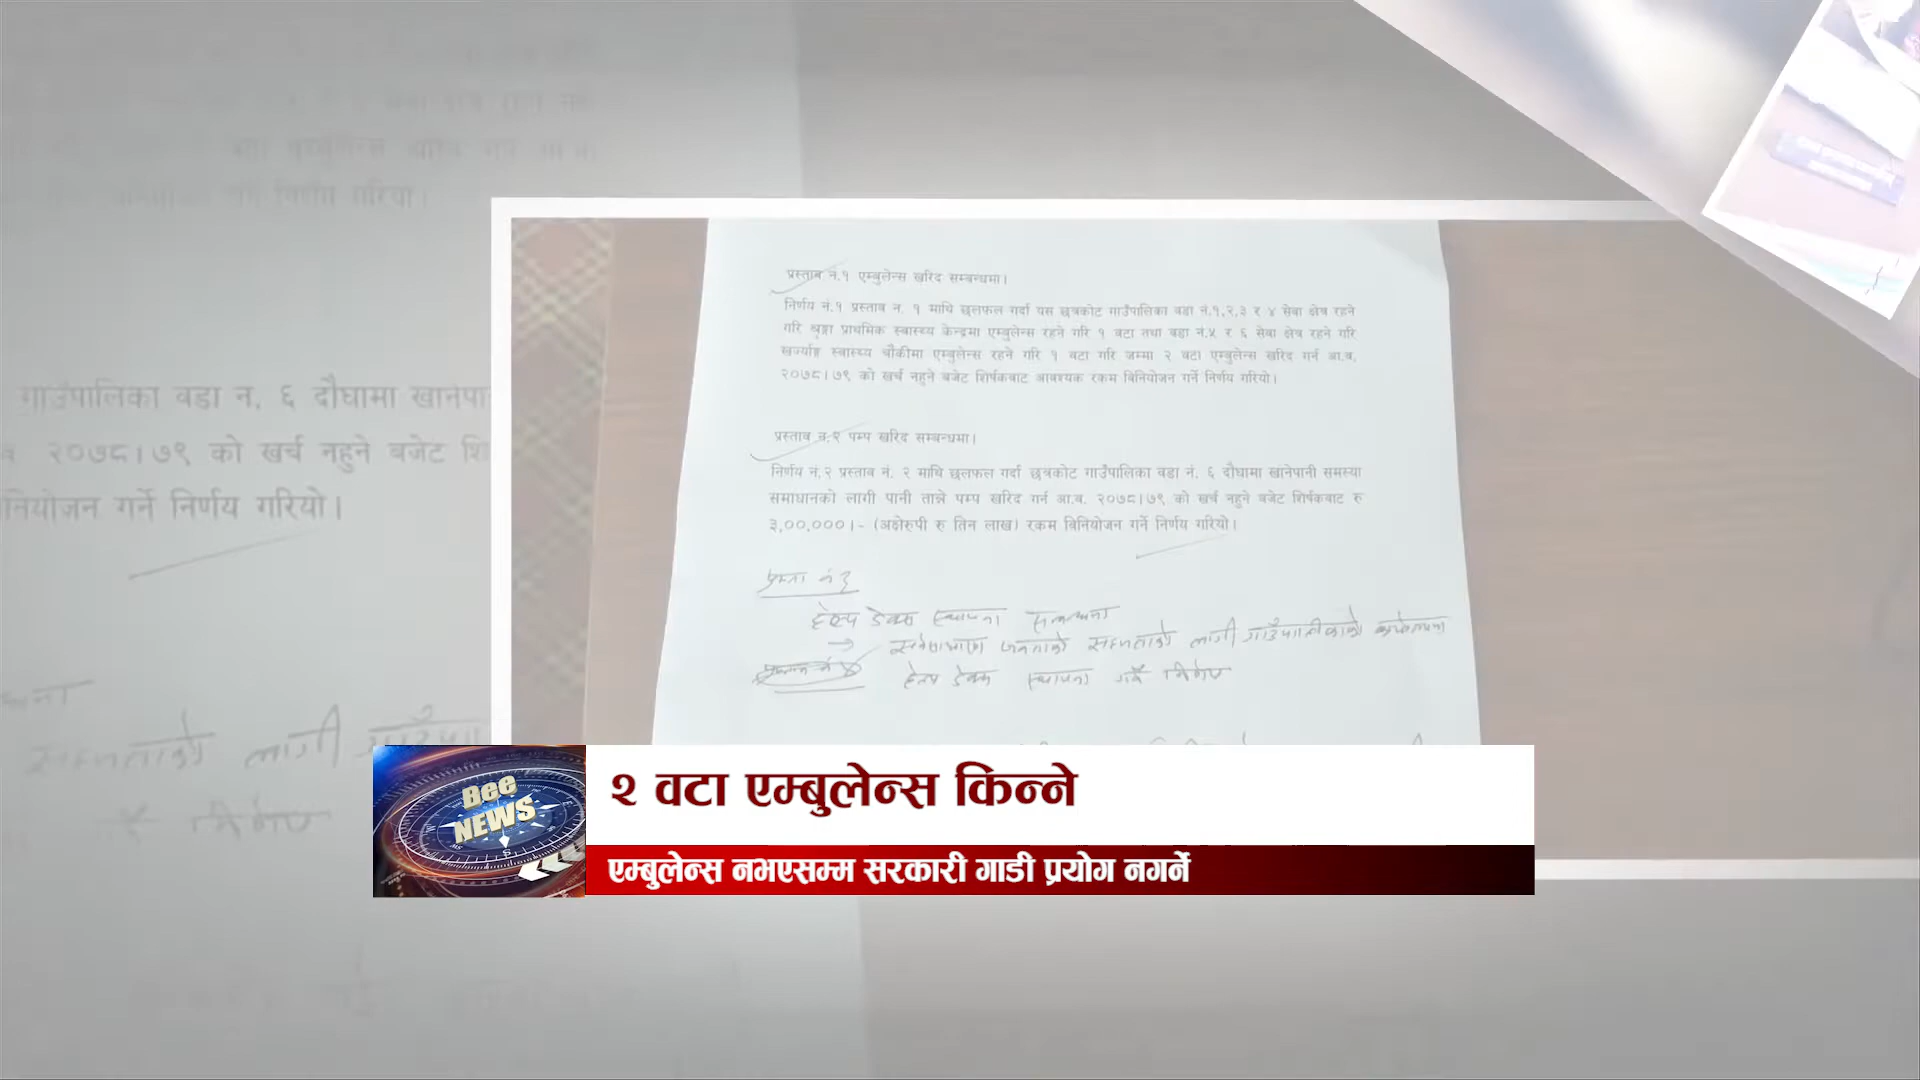 प्रस्ताव नं.१ एम्बुलेन्स खरिद सम्बन्धमा।
निर्णय नं.१ प्रस्ताव न. १ माथि छलफल गर्दा यस छत्रकोट गाउँपालिका वडा नं.१,२,३ र ४ सेवा क्षेत्र रहने
गरि श्रृङ्गा प्राथमिक स्वास्थ्य केन्द्रमा एम्बुलेन्स रहने गरि १ वटा तथा वडा नं.५ र ६ सेवा क्षेत्र रहने गरि
स्वास्थ्य चौकीमा एम्बुलेन्स रहने गरि १ वटा गरि जम्मा २ वटा एम्बुलेन्स खरिद गर्न आ.व.
२०७८।७९ को खर्च नहुने बजेट शिर्षकबाट आवश्यक रकम विनियोजन गर्ने निर्णय गरियो।
प्रस्ताव नं.२ पम्प खरिद सम्बन्धमा।
निर्णय नं.२ प्रस्ताव नं. २ माथि छलफल गर्दा छत्रकोट गाउँपालिका वडा नं. ६ दौघामा खानेपानी समस्या
समाधानको लागी पानी तान्ने पम्प खरिद गर्न आ.व. २०७८।७९ को खर्च नहुने बजेट शिर्षकबाट रु
३,००,०००।- (अक्षेरुपी रु तिन लाख) रकम विनियोजन गर्ने निर्णय गरियो।
हेल्प डेक्स स्थापना सम्बन्धमा
→ जनताको सहजताको लागी गाउँपालिकाको
हेल्प डेक्स स्थापना गर्ने निर्णय
गाउँपालिका वडा न. ६ दौघामा
२०७८।७९ को खर्च नहुने बजेट शि
नियोजन गर्ने निर्णय गरियो।
सहजताको लागी
निर्णय
Bee
NEWS
२ वटा एम्बुलेन्स किन्ने
एम्बुलेन्स नभएसम्म सरकारी गाडी प्रयोग नगर्ने